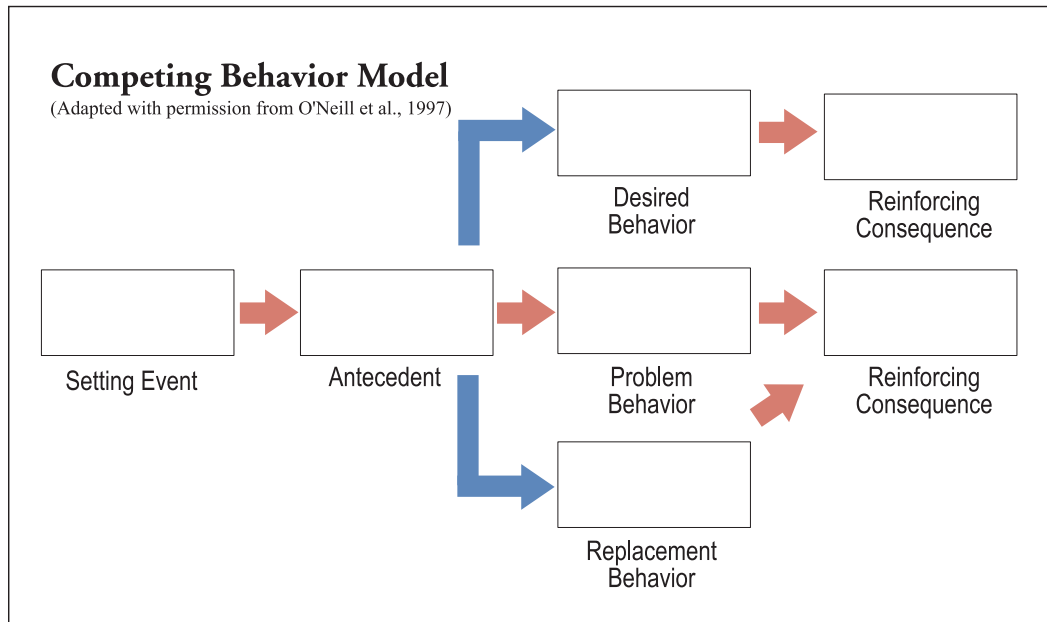 Competing Behavior Model
(Adapted with permission from O'Neill et al., 1997)
Desired
Behavior
Reinforcing
Consequence
Setting Event
Antecedent
Problem
Behavior
Reinforcing
Consequence
Replacement
Behavior